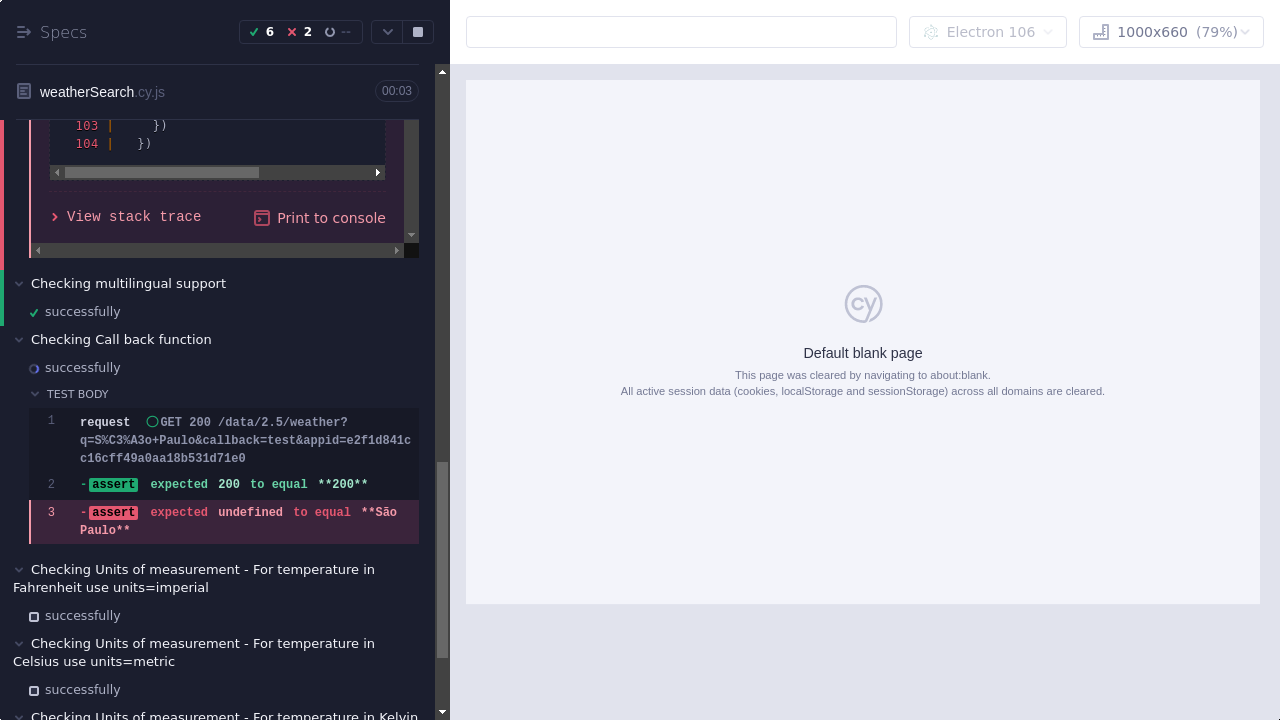 Specs
6
2
--
Electron 106
1000x660 (79%)
weatherSearch.cy.js
00:03
103 | })
104 | })
View stack trace
Print to console
Checking multilingual support
successfully
Checking Call back function
successfully
TEST BODY
1 request GET 200 /data/2.5/weather?
q=S%C3%A3o+Paulo&callback=test&appid=e2f1d841c
c16cff49a0aa18b531d71e0
2 -assert expected 200 to equal **200**
3 -assert expected undefined to equal **São
Paulo**
Checking Units of measurement - For temperature in
Fahrenheit use units=imperial
successfully
Checking Units of measurement - For temperature in
Celsius use units=metric
successfully
Checking Units of measurement - For temperature in Kelvin
cy
Default blank page
This page was cleared by navigating to about:blank.
All active session data (cookies, localStorage and sessionStorage) across all domains are cleared.